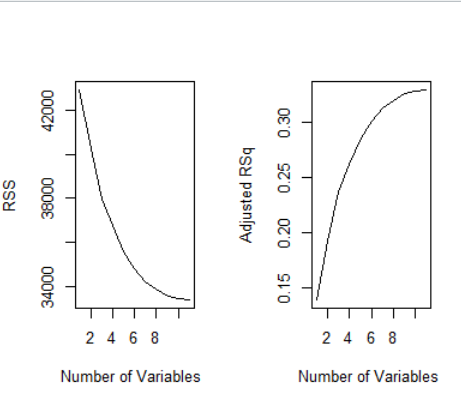 RSS
42000
38000
34000
2 4 6 8
Number of Variables
Adjusted RSq
0.30
0.25
0.20
0.15
2 4 6 8
Number of Variables